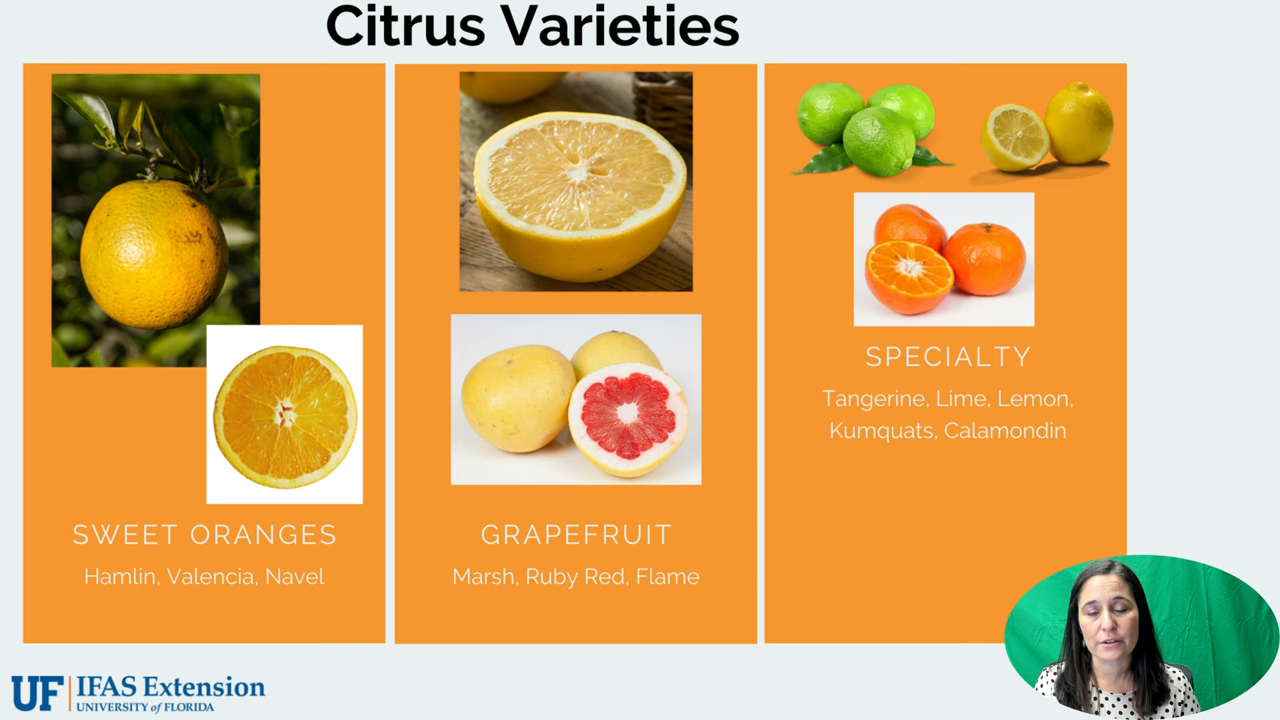 Citrus Varieties
SWEET ORANGES
Hamlin, Valencia, Navel
GRAPEFRUIT
Marsh, Ruby Red, Flame
SPECIALTY
Tangerine, Lime, Lemon,
Kumquats, Calamondin
UF | IFAS Extension
UNIVERSITY of FLORIDA